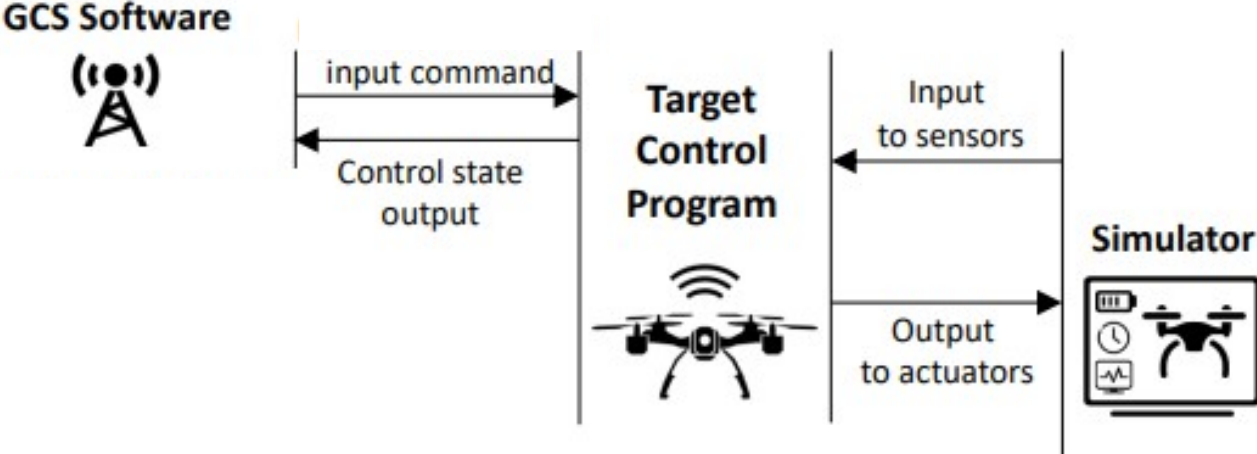 GCS Software
input command
Control state
output
Target
Control
Program
Input
to sensors
Output
to actuators
Simulator